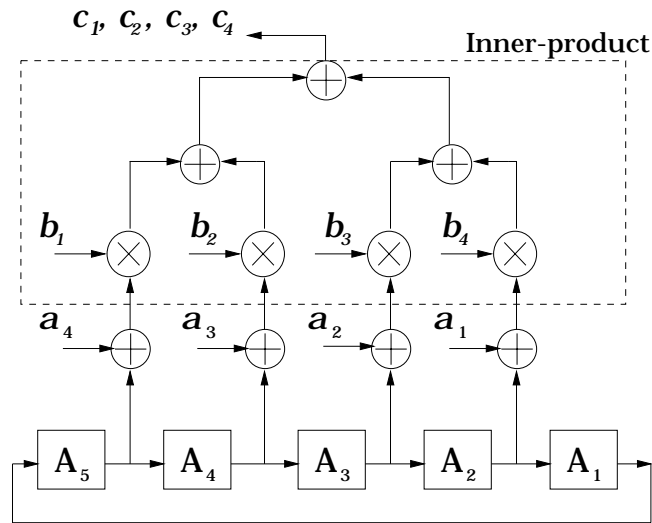 c₁, c₂, c₃, c₄
Inner-product
b₁ b₂ b₃ b₄
a₄ a₃ a₂ a₁
A₅ A₄ A₃ A₂ A₁